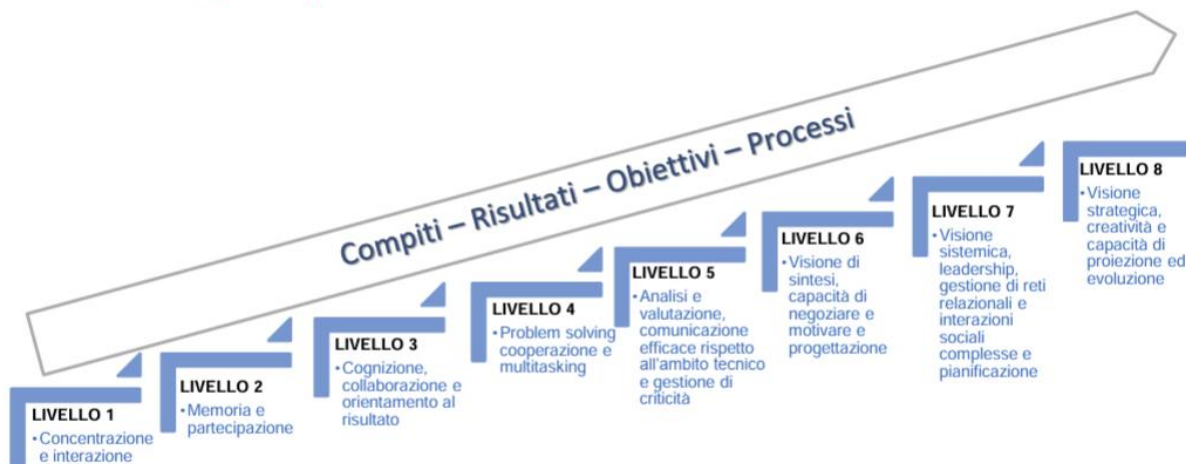 Compiti – Risultati – Obiettivi – Processi
LIVELLO 1
•Concentrazione
e interazione
LIVELLO 2
•Memoria e
partecipazione
LIVELLO 3
•Cognizione,
collaborazione e
orientamento al
risultato
LIVELLO 4
•Problem solving
cooperazione e
multitasking
LIVELLO 5
•Analisi e
valutazione,
comunicazione
efficace rispetto
all'ambito tecnico
e gestione di
criticità
LIVELLO 6
•Visione di
sintesi,
capacità di
negoziare e
motivare e
progettazione
LIVELLO 7
•Visione
sistemica,
leadership,
gestione di reti
relazionali e
interazioni
sociali
complesse e
pianificazione
LIVELLO 8
•Visione
strategica,
creatività e
capacità di
proiezione ed
evoluzione